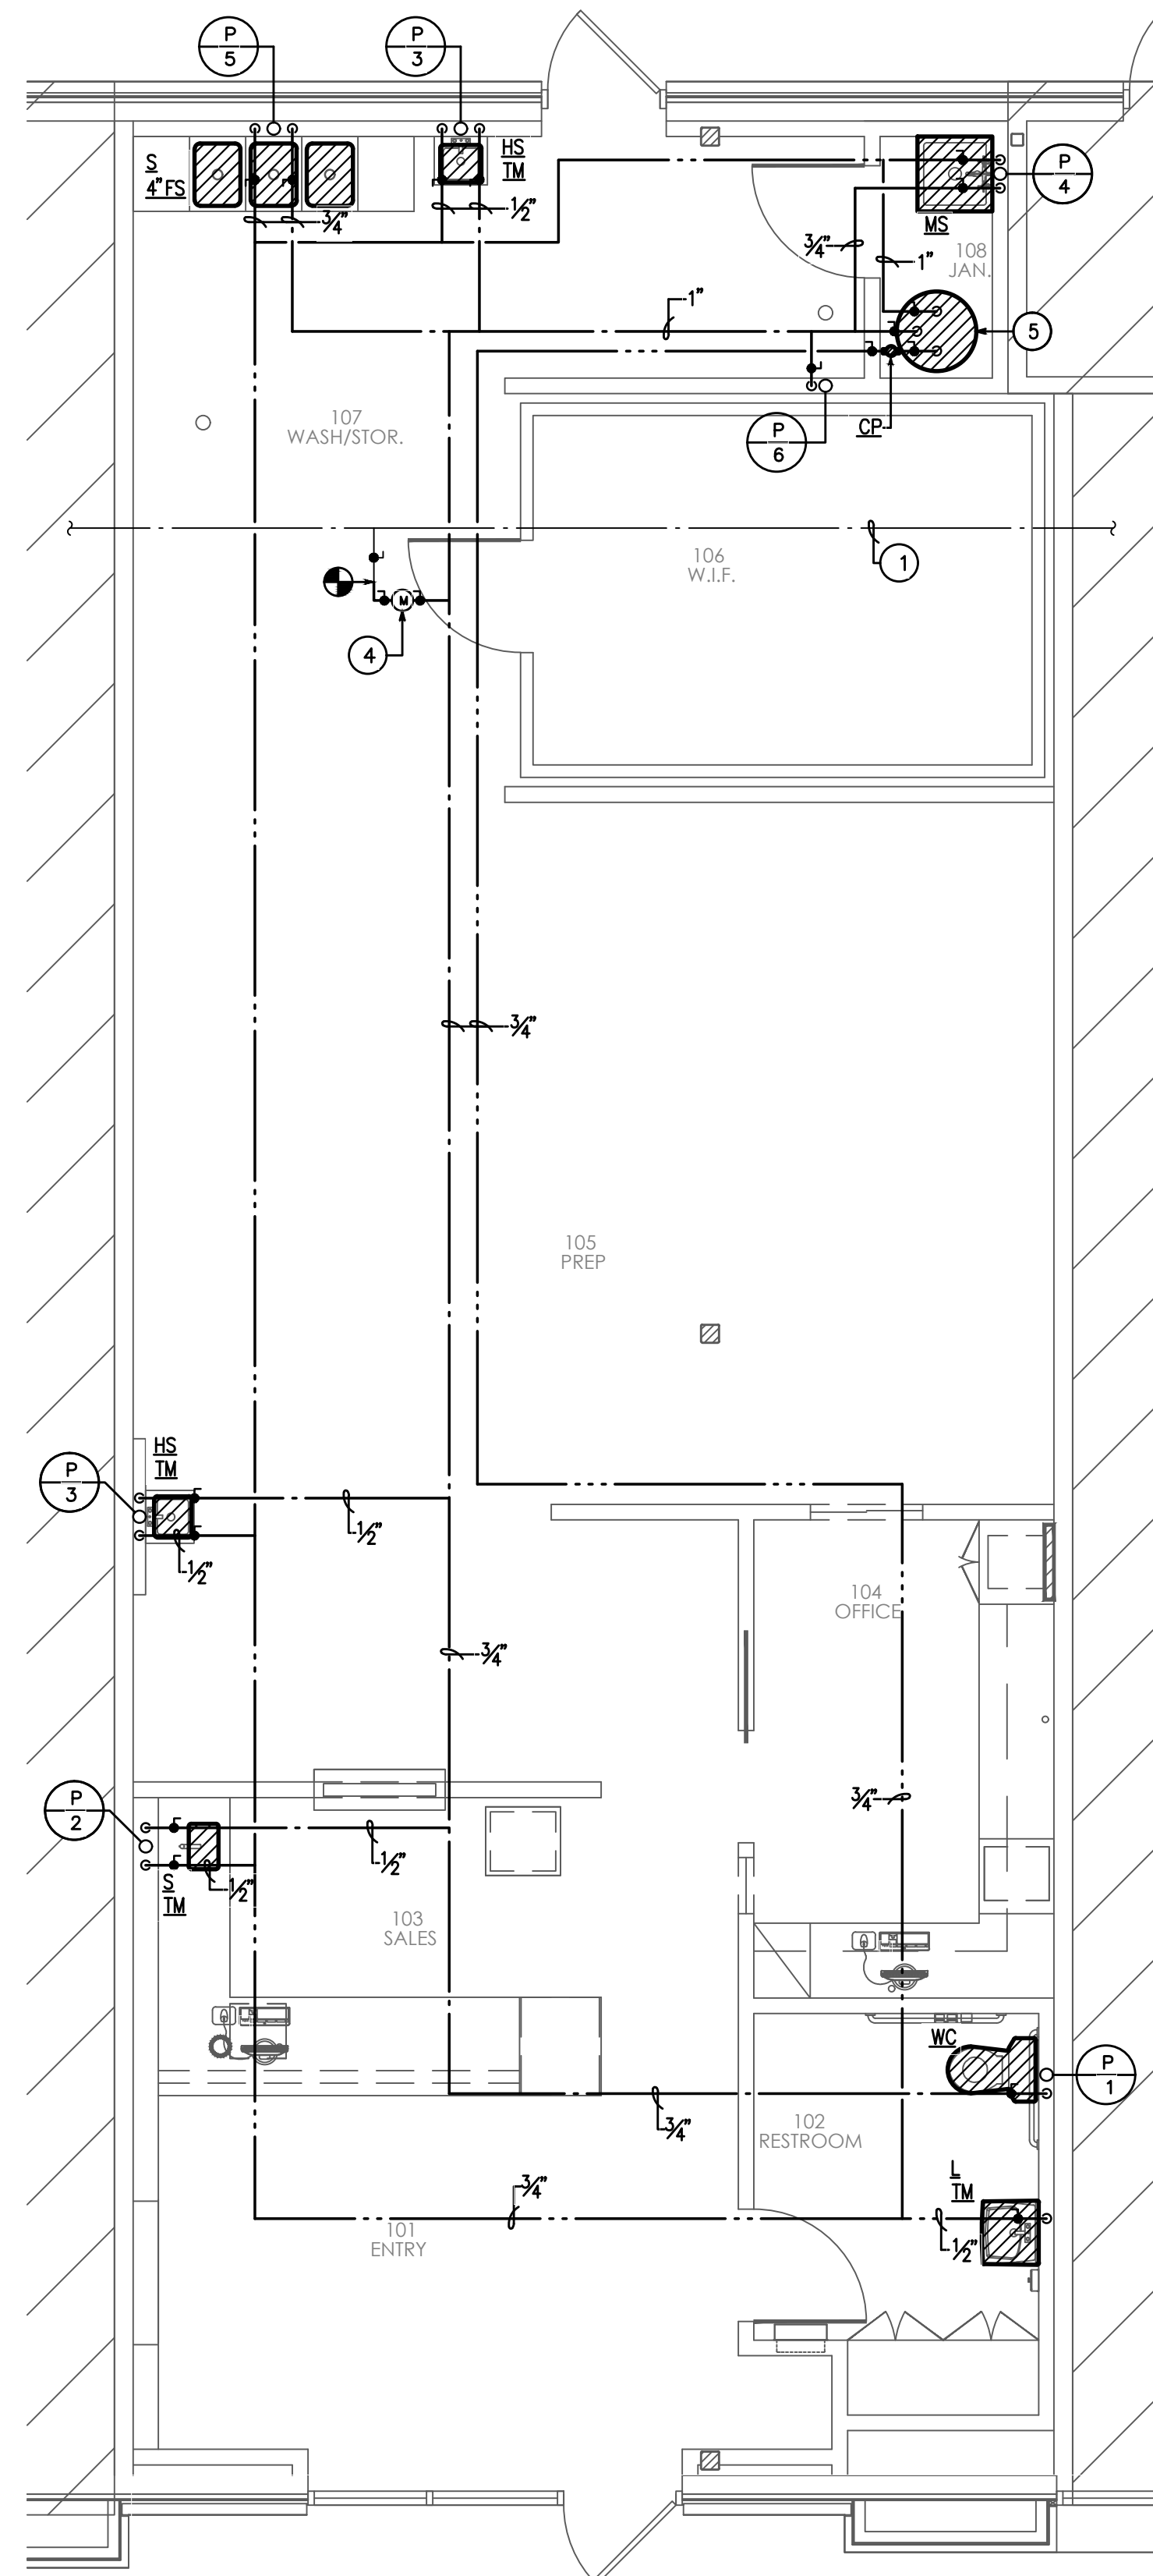 P
5
P
3
S
4" FS
HS
TM
3/4"
1/2"
P
4
MS
108
JAN.
3/4"
1"
1"
5
107
WASH/STOR.
CP
P
6
106
W.I.F.
1
M
4
3/4"
105
PREP
HS
TM
P
3
1/2"
1/2"
104
OFFICE
3/4"
3/4"
P
2
1/2"
S
TM
1/2"
103
SALES
WC
P
1
3/4"
102
RESTROOM
L
TM
3/4"
101
ENTRY
1/2"